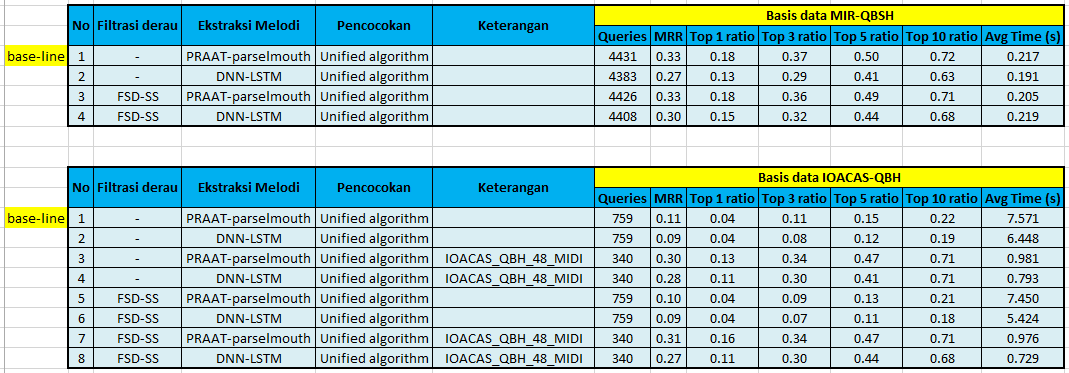 No Filtrasi derau Ekstraksi Melodi Pencocokan Keterangan Basis data MIR-QBSH
Queries MRR Top 1 ratio Top 3 ratio Top 5 ratio Top 10 ratio Avg Time (s)
base-line 1 - PRAAT-parselmouth Unified algorithm 4431 0.33 0.18 0.37 0.50 0.72 0.217
2 - DNN-LSTM Unified algorithm 4383 0.27 0.13 0.29 0.41 0.63 0.191
3 FSD-SS PRAAT-parselmouth Unified algorithm 4426 0.33 0.18 0.36 0.49 0.71 0.205
4 FSD-SS DNN-LSTM Unified algorithm 4408 0.30 0.15 0.32 0.44 0.68 0.219
No Filtrasi derau Ekstraksi Melodi Pencocokan Keterangan Basis data IOACAS-QBH
Queries MRR Top 1 ratio Top 3 ratio Top 5 ratio Top 10 ratio Avg Time (s)
base-line 1 - PRAAT-parselmouth Unified algorithm 759 0.11 0.04 0.11 0.15 0.22 7.571
2 - DNN-LSTM Unified algorithm 759 0.09 0.04 0.08 0.12 0.19 6.448
3 - PRAAT-parselmouth Unified algorithm IOACAS_QBH_48_MIDI 340 0.30 0.13 0.34 0.47 0.71 0.981
4 - DNN-LSTM Unified algorithm IOACAS_QBH_48_MIDI 340 0.28 0.11 0.30 0.41 0.71 0.793
5 FSD-SS PRAAT-parselmouth Unified algorithm 759 0.10 0.04 0.09 0.13 0.21 7.450
6 FSD-SS DNN-LSTM Unified algorithm 759 0.09 0.04 0.07 0.11 0.18 5.424
7 FSD-SS PRAAT-parselmouth Unified algorithm IOACAS_QBH_48_MIDI 340 0.31 0.16 0.34 0.47 0.71 0.976
8 FSD-SS DNN-LSTM Unified algorithm IOACAS_QBH_48_MIDI 340 0.27 0.11 0.30 0.44 0.68 0.729